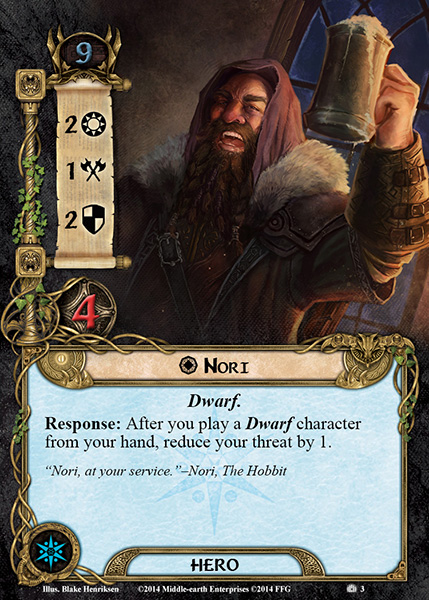 9
2
1
2
4
Nori
Dwarf.
Response: After you play a Dwarf character
from your hand, reduce your threat by 1.
“Nori, at your service.”–Nori, The Hobbit
HERO
Illus. Blake Henriksen ©2014 Middle-earth Enterprises ©2014 FFG 3